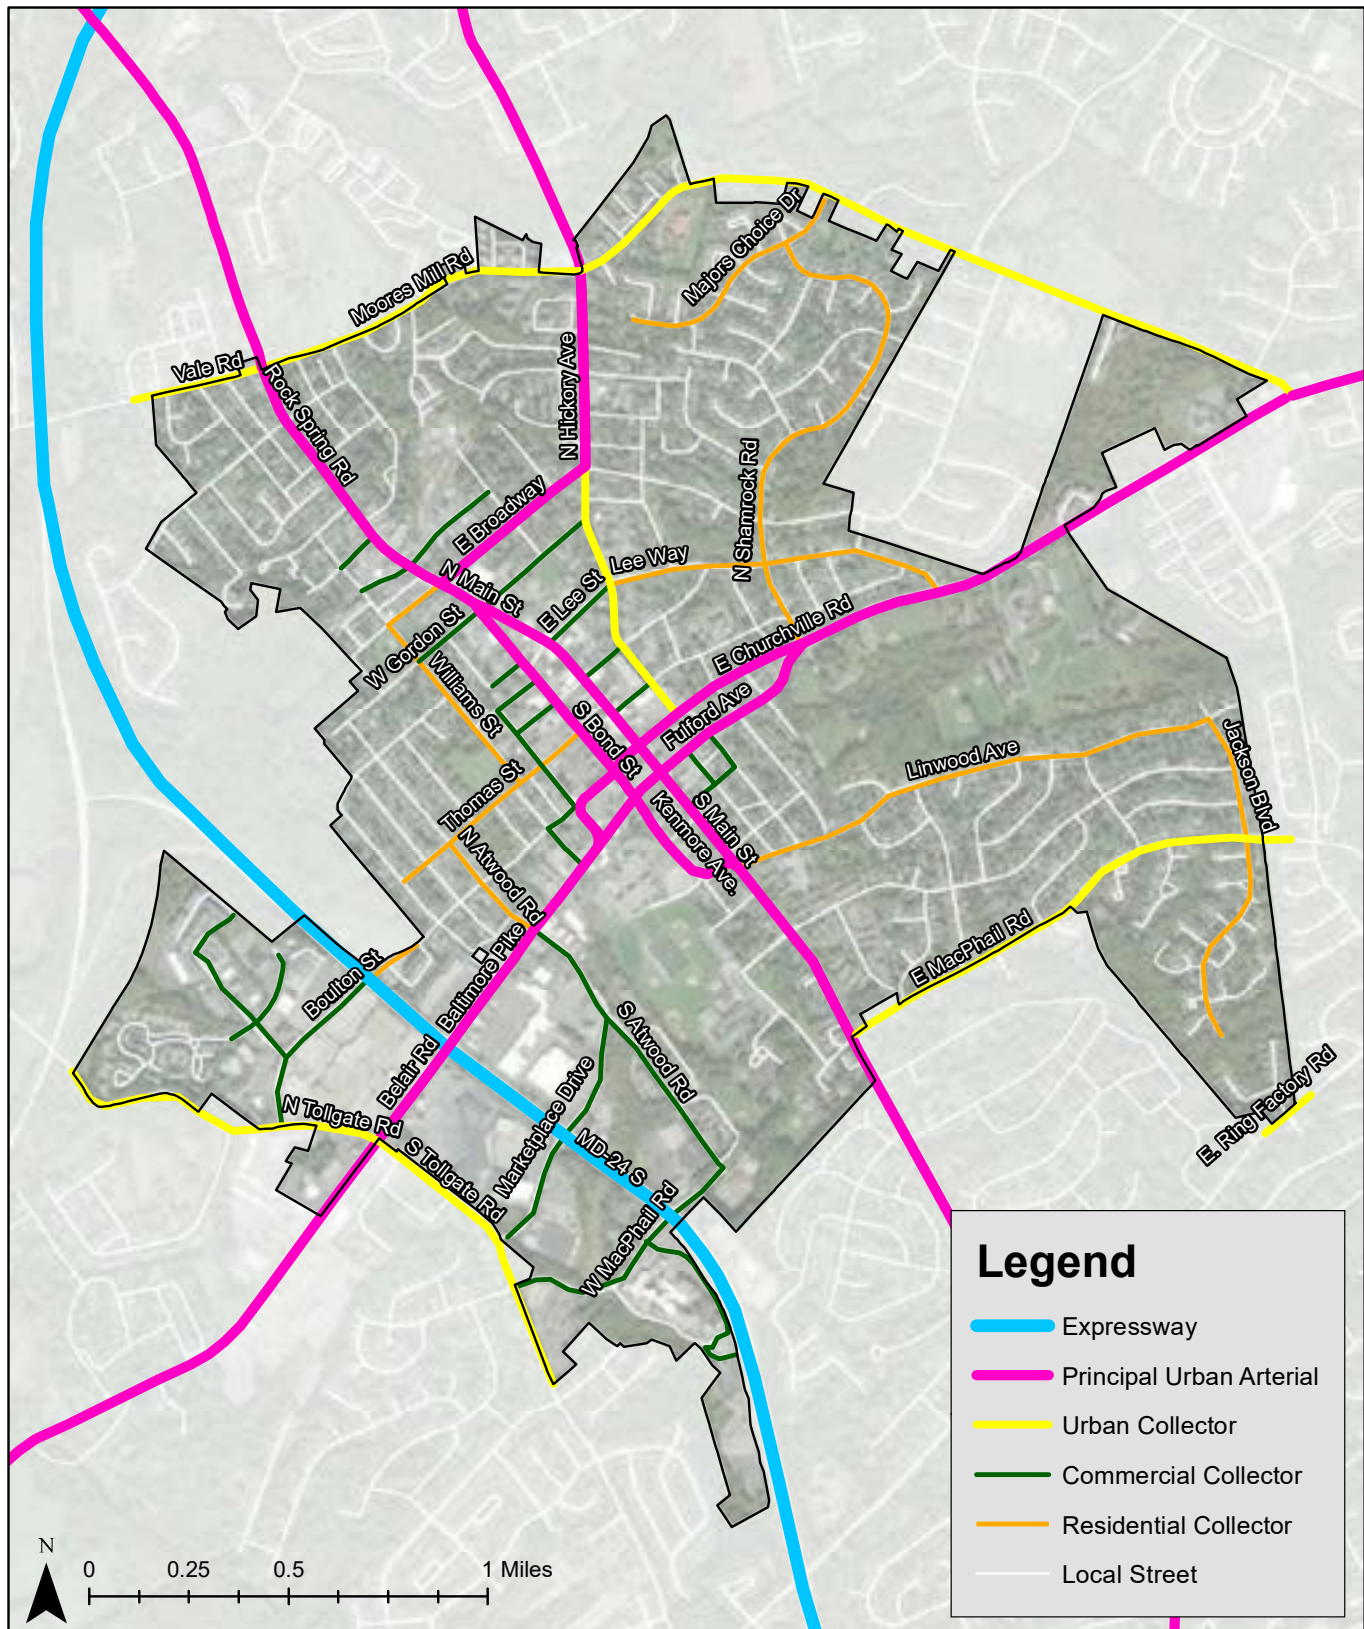 Majors Choice Dr
Moores Mill Rd
Vale Rd
Rock Spring Rd
N Hickory Ave
N Shamrock Rd
E Broadway
Lee Way
N Main St
E Lee St
W Gordon St
E Churchville Rd
Williams St
Fulford Ave
S Bond St
Linwood Ave
Jackson Blvd
Thomas St
Kenmore Ave.
S Main St
N Atwood Rd
E MacPhail Rd
Boulton St
Baltimore Pike
S Atwood Rd
Belair Rd
Marketplace Drive
N Tollgate Rd
S Tollgate Rd
MD-24 S
W MacPhail Rd
E. Ring Factory Rd
Legend
Expressway
Principal Urban Arterial
Urban Collector
Commercial Collector
Residential Collector
Local Street
N
0 0.25 0.5 1 Miles